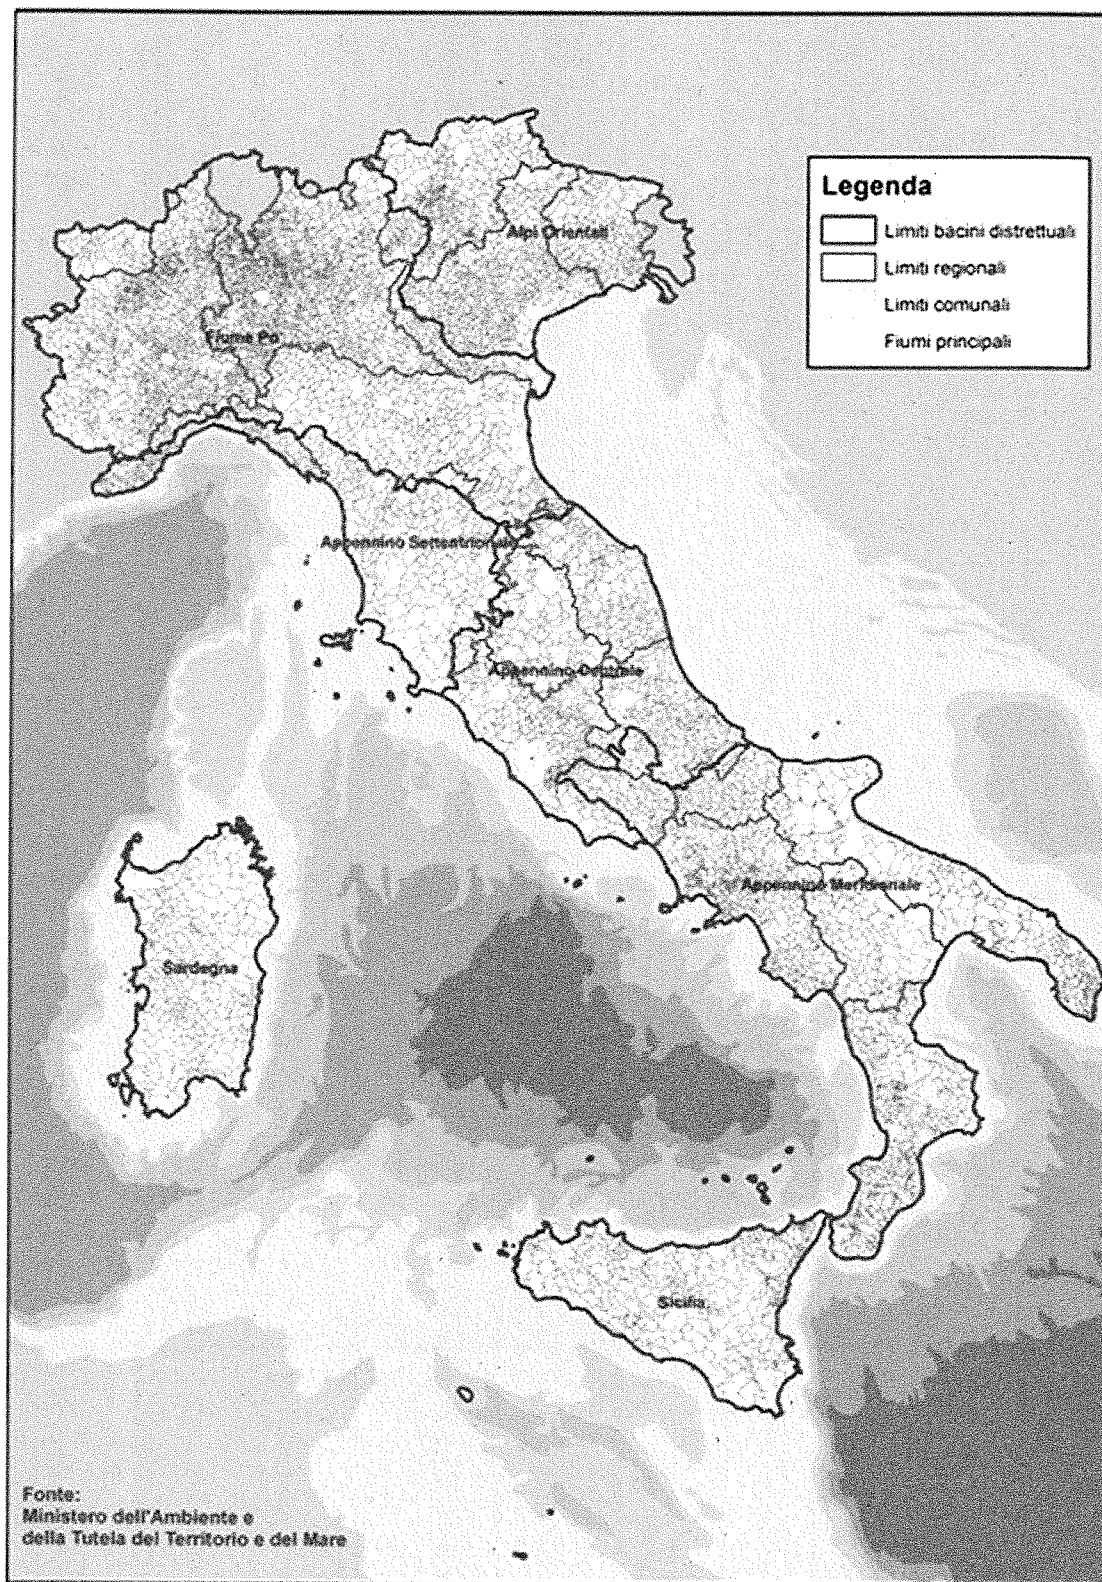 Legenda
Limiti bacini distrettuali
Limiti regionali
Limiti comunali
Fiumi principali
Alpi Orientali
Fiume Po
Appennino Settentrionale
Appennino Centrale
Appennino Meridionale
Sardegna
Sicilia
Fonte:
Ministero dell'Ambiente e
della Tutela del Territorio e del Mare